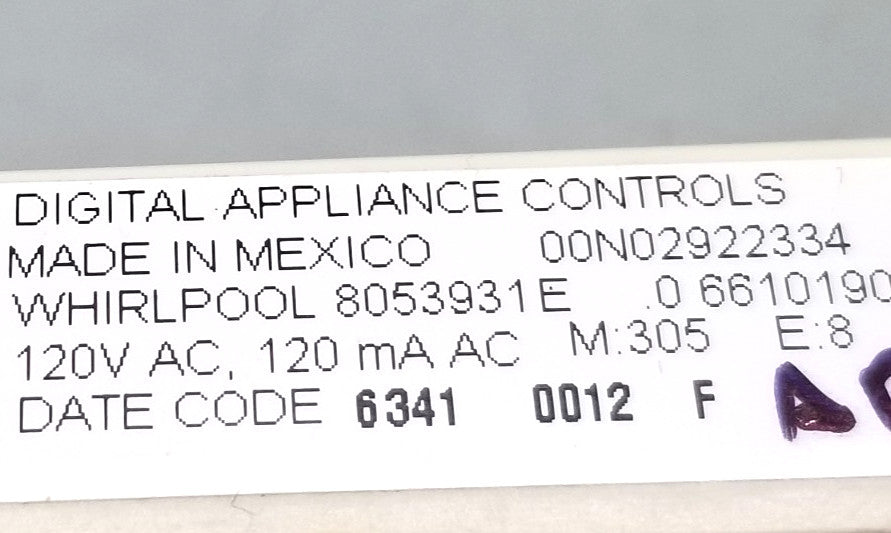 DIGITAL APPLIANCE CONTROLS
MADE IN MEXICO 00N02922334
WHIRLPOOL 8053931E .0 6610190
120V AC, 120 mA AC M:305 E:8
DATE CODE 6341 0012 F